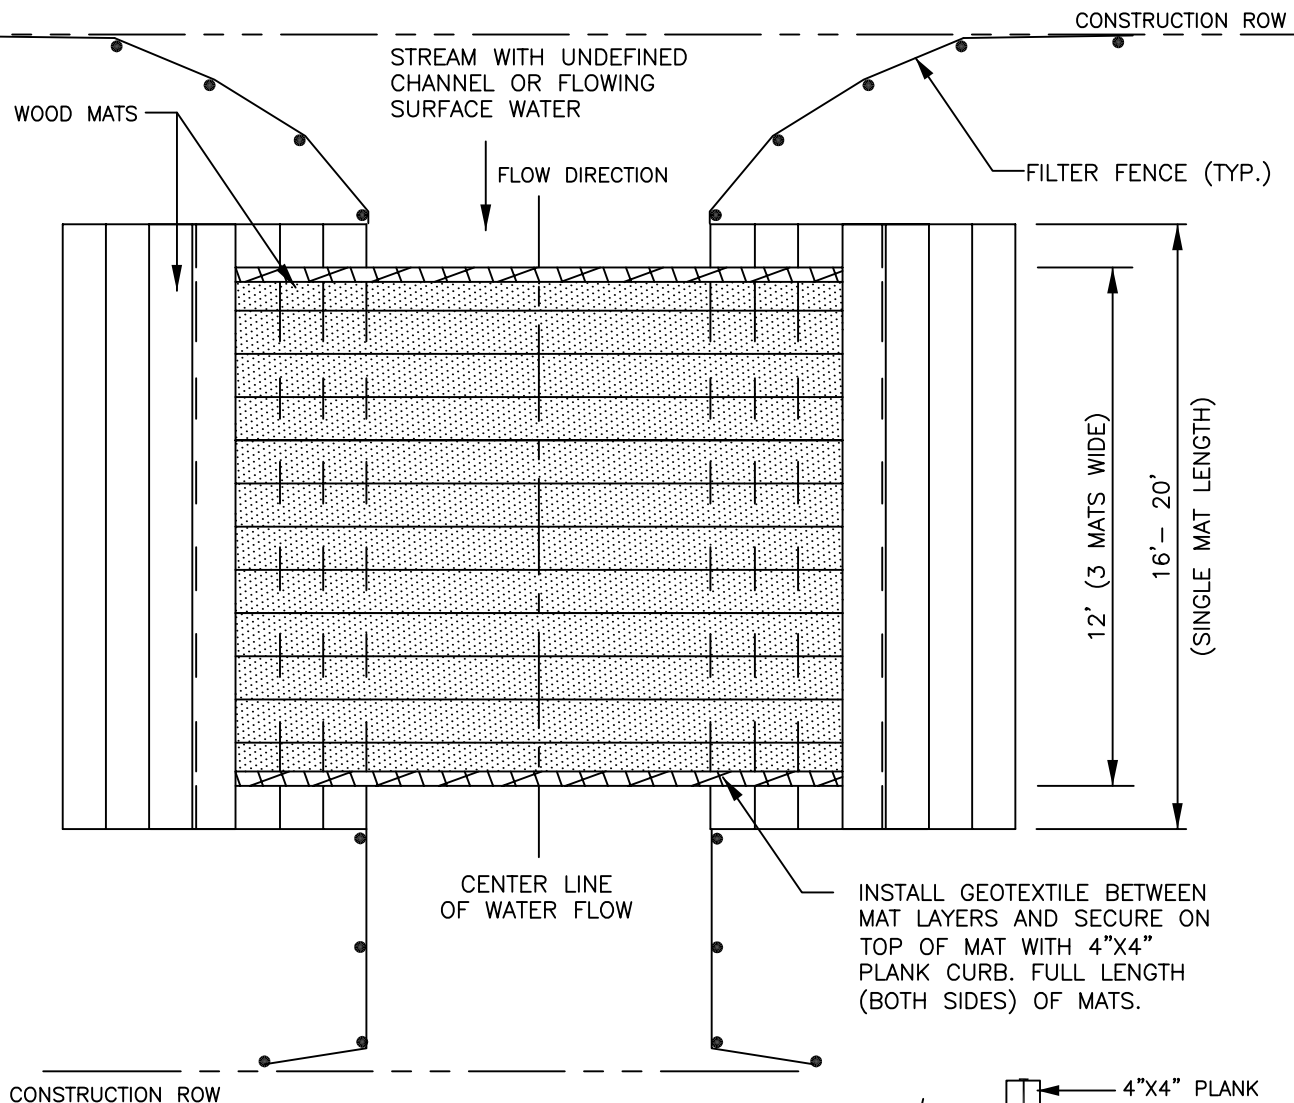 CONSTRUCTION ROW
STREAM WITH UNDEFINED
CHANNEL OR FLOWING
SURFACE WATER
WOOD MATS
FLOW DIRECTION
FILTER FENCE (TYP.)
12' (3 MATS WIDE)
16'- 20'
(SINGLE MAT LENGTH)
CENTER LINE
OF WATER FLOW
INSTALL GEOTEXTILE BETWEEN
MAT LAYERS AND SECURE ON
TOP OF MAT WITH 4"X4"
PLANK CURB. FULL LENGTH
(BOTH SIDES) OF MATS.
CONSTRUCTION ROW
4"X4" PLANK